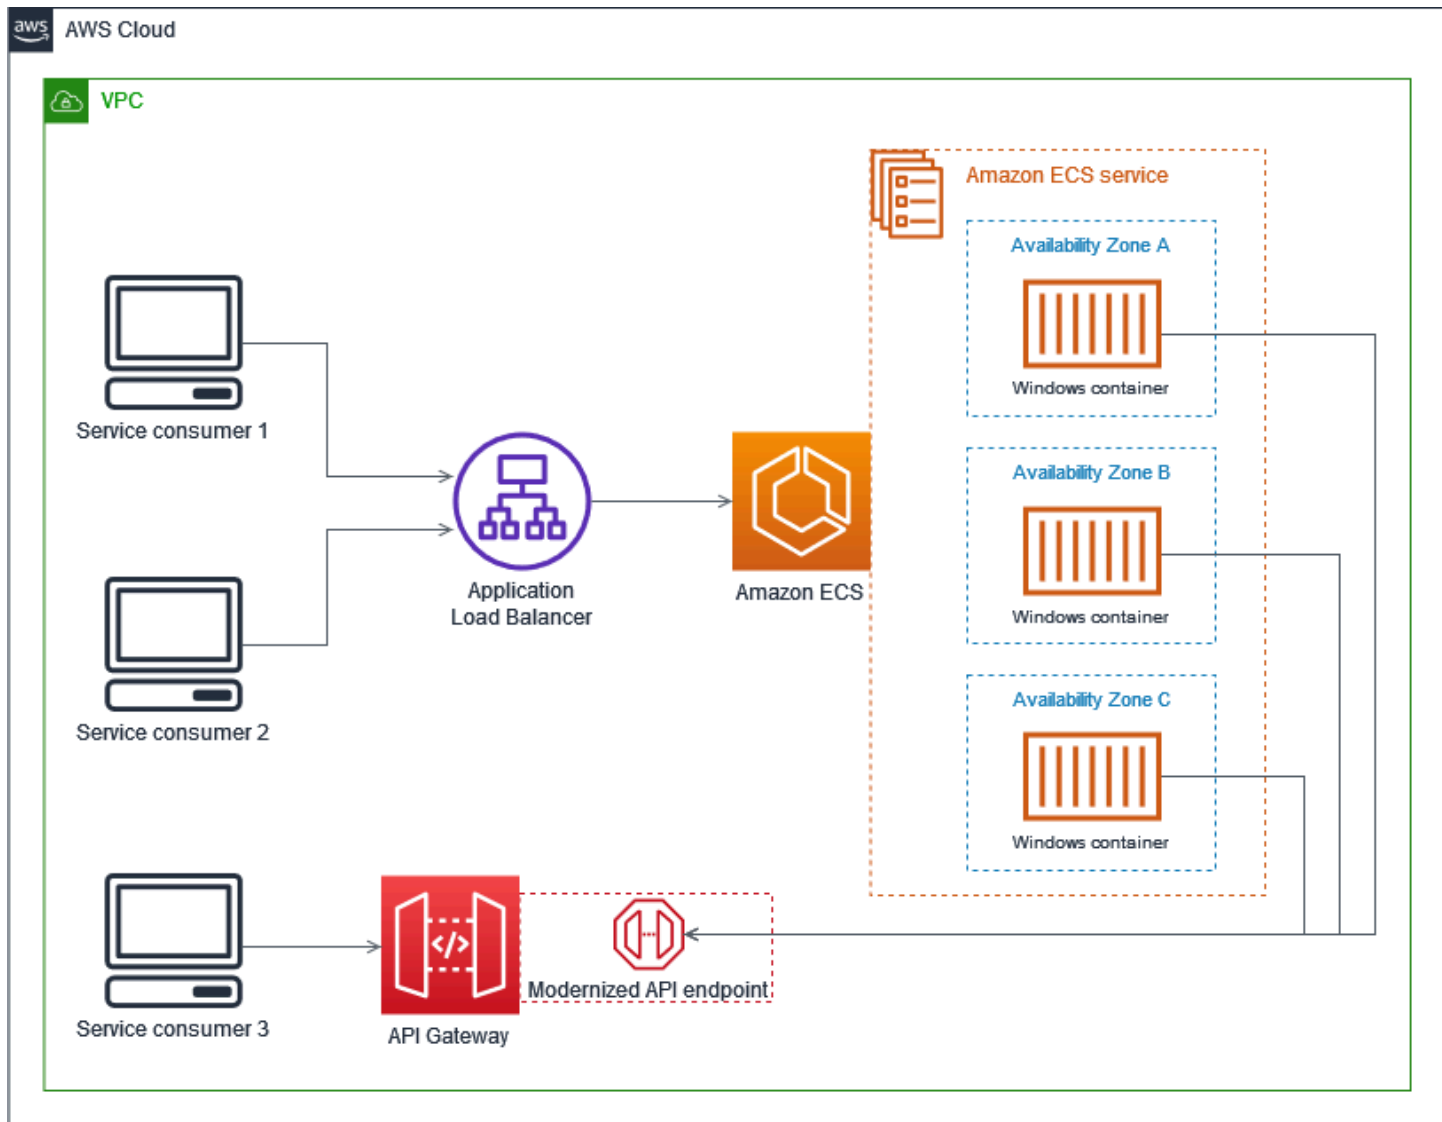 aws
AWS Cloud
VPC
Amazon ECS service
Availability Zone A
Windows container
Service consumer 1
Availability Zone B
Application
Load Balancer
Amazon ECS
Windows container
Service consumer 2
Availability Zone C
Windows container
</>
Modernized API endpoint
Service consumer 3
API Gateway